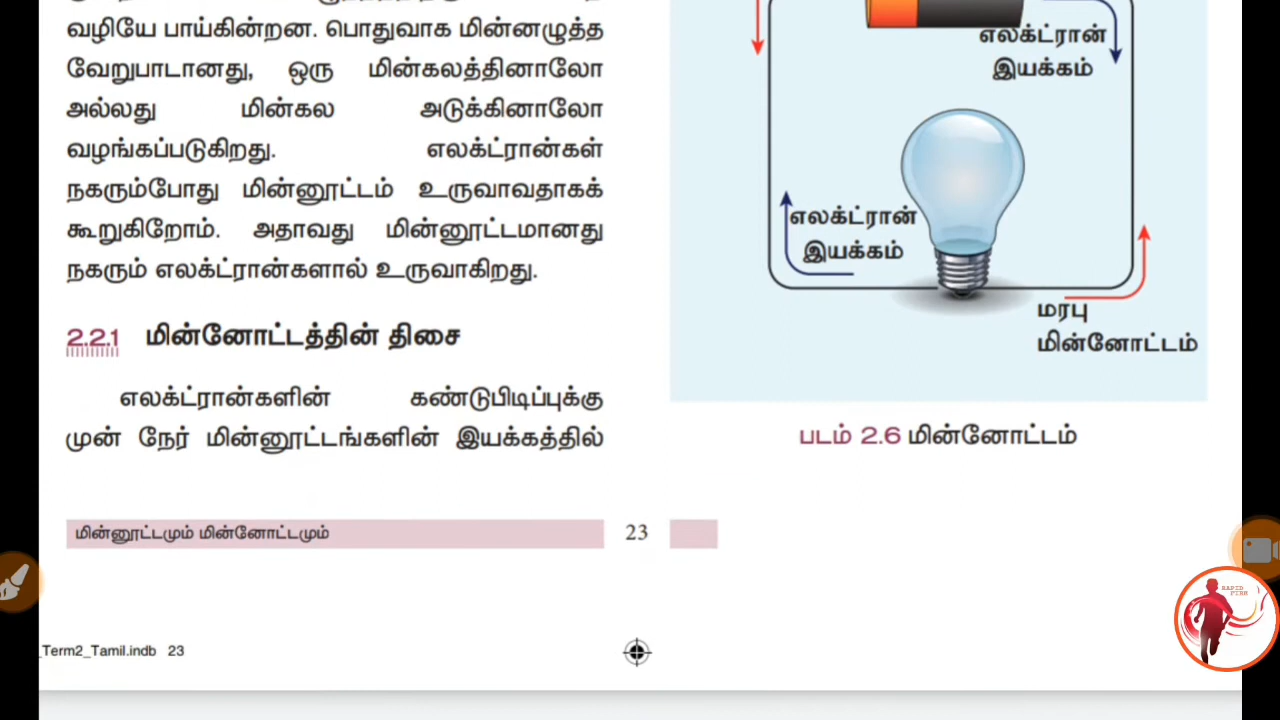 வழியே பாய்கின்றன. பொதுவாக மின்னழுத்த
வேறுபாடானது, ஒரு மின்கலத்தினாலோ
அல்லது மின்கல அடுக்கினாலோ
வழங்கப்படுகிறது. எலக்ட்ரான்கள்
நகரும்போது மின்னூட்டம் உருவாவதாகக்
கூறுகிறோம். அதாவது மின்னூட்டமானது
நகரும் எலக்ட்ரான்களால் உருவாகிறது.
2.2.1 மின்னோட்டத்தின் திசை
எலக்ட்ரான்களின் கண்டுபிடிப்புக்கு
முன் நேர் மின்னூட்டங்களின் இயக்கத்தில்
எலக்ட்ரான்
இயக்கம்
எலக்ட்ரான்
இயக்கம்
மரபு
மின்னோட்டம்
படம் 2.6 மின்னோட்டம்
மின்னூட்டமும் மின்னோட்டமும் 23
_Term2_Tamil.indb 23
RAPID
FIRE